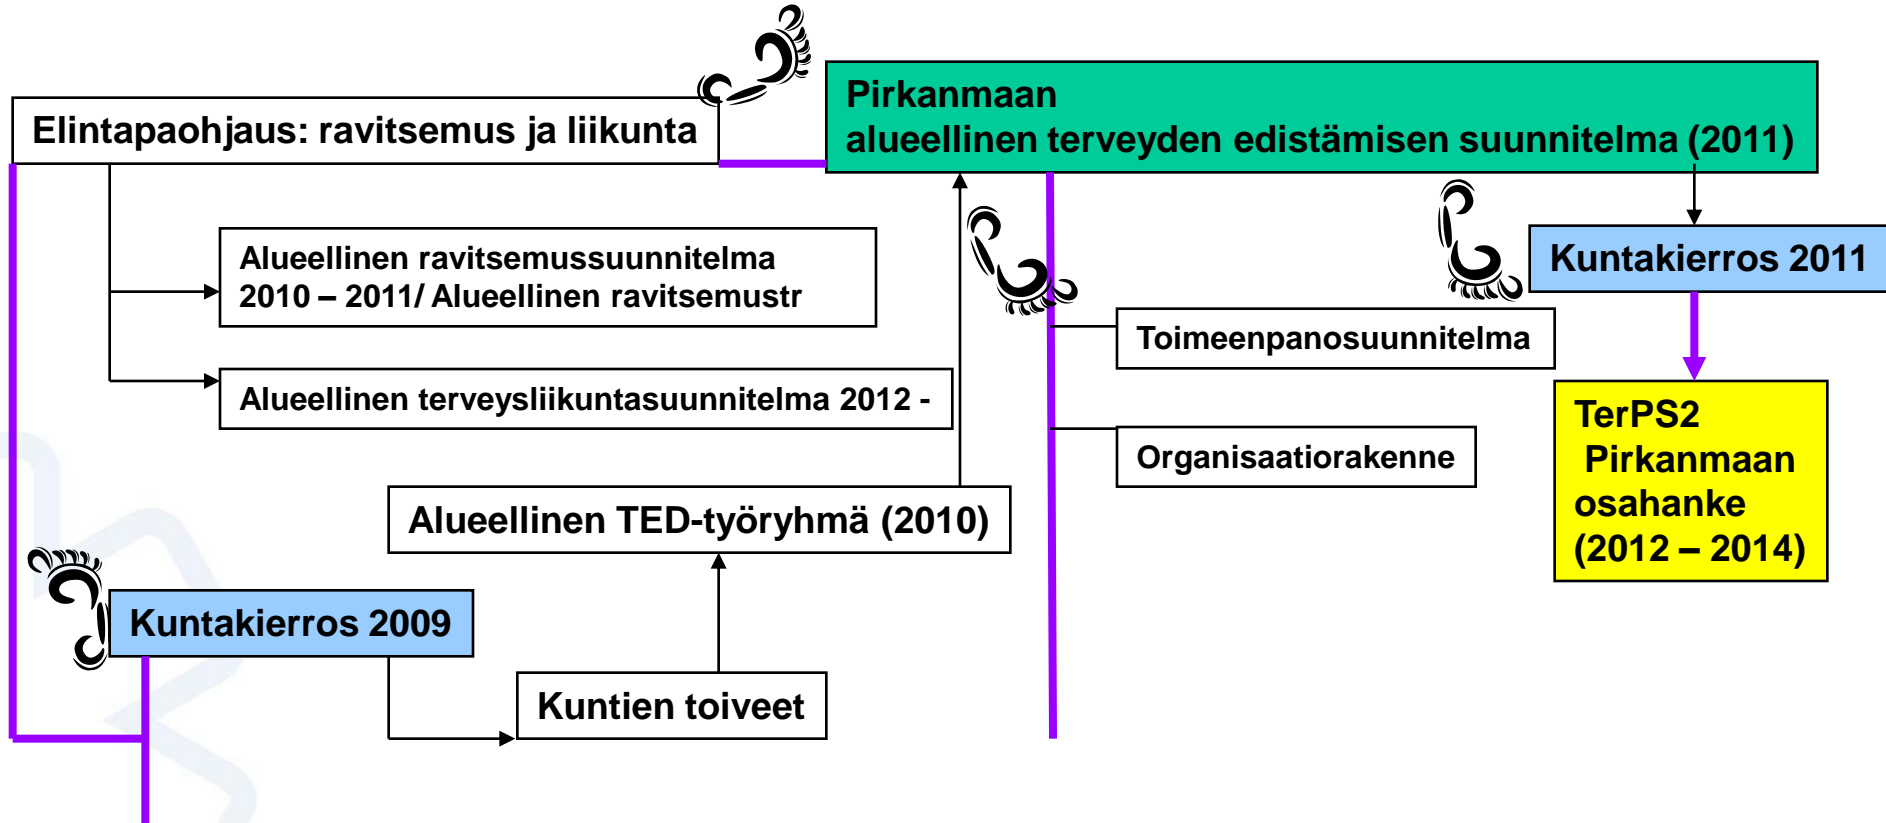 Pirkanmaan
alueellinen terveyden edistämisen suunnitelma (2011)
Elintapaohjaus: ravitsemus ja liikunta
Alueellinen ravitsemussuunnitelma
2010 – 2011/ Alueellinen ravitsemustr
Alueellinen terveysliikuntasuunnitelma 2012 -
Kuntakierros 2011
Toimeenpanosuunnitelma
Organisaatiorakenne
TerPS2
Pirkanmaan
osahanke
(2012 – 2014)
Alueellinen TED-työryhmä (2010)
Kuntakierros 2009
Kuntien toiveet